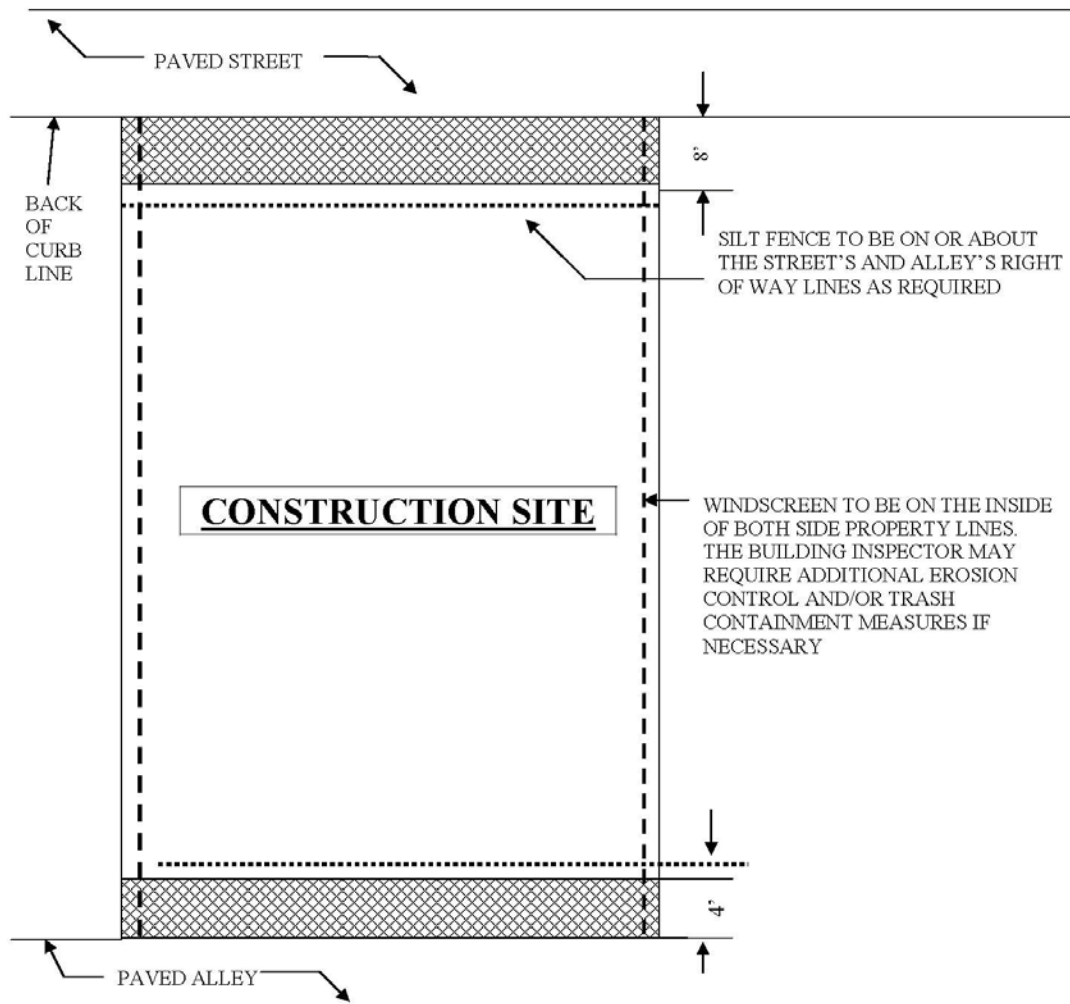 PAVED STREET
8'
BACK
OF
CURB
LINE
SILT FENCE TO BE ON OR ABOUT
THE STREET’S AND ALLEY’S RIGHT
OF WAY LINES AS REQUIRED
CONSTRUCTION SITE
WINDSCREEN TO BE ON THE INSIDE
OF BOTH SIDE PROPERTY LINES.
THE BUILDING INSPECTOR MAY
REQUIRE ADDITIONAL EROSION
CONTROL AND/OR TRASH
CONTAINMENT MEASURES IF
NECESSARY
4’
PAVED ALLEY